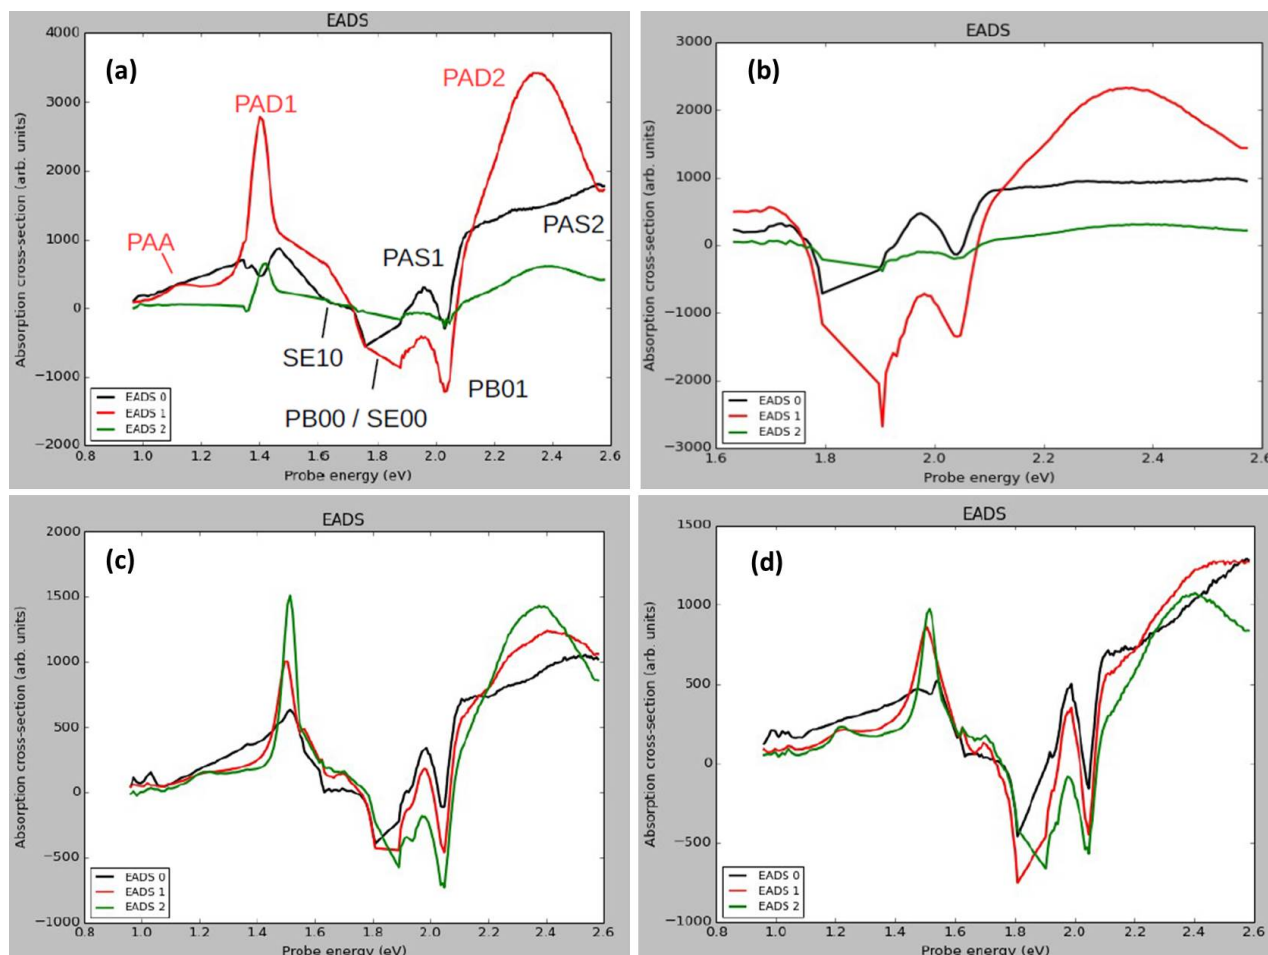 EADS
(a)
4000
3000
2000
1000
0
−1000
−2000
Absorption cross-section (arb. units)
PAD1
PAD2
PAA
PAS1
PAS2
SE10
PB01
PB00 / SE00
EADS 0
EADS 1
EADS 2
0.8 1.0 1.2 1.4 1.6 1.8 2.0 2.2 2.4 2.6
Probe energy (eV)
EADS
(b)
3000
2000
1000
0
−1000
−2000
−3000
Absorption cross-section (arb. units)
EADS 0
EADS 1
EADS 2
1.6 1.8 2.0 2.2 2.4 2.6
Probe energy (eV)
EADS
(c)
2000
1500
1000
500
0
−500
−1000
Absorption cross-section (arb. units)
EADS 0
EADS 1
EADS 2
0.8 1.0 1.2 1.4 1.6 1.8 2.0 2.2 2.4 2.6
Probe energy (eV)
EADS
(d)
1500
1000
500
0
−500
−1000
Absorption cross-section (arb. units)
EADS 0
EADS 1
EADS 2
0.8 1.0 1.2 1.4 1.6 1.8 2.0 2.2 2.4 2.6
Probe energy (eV)